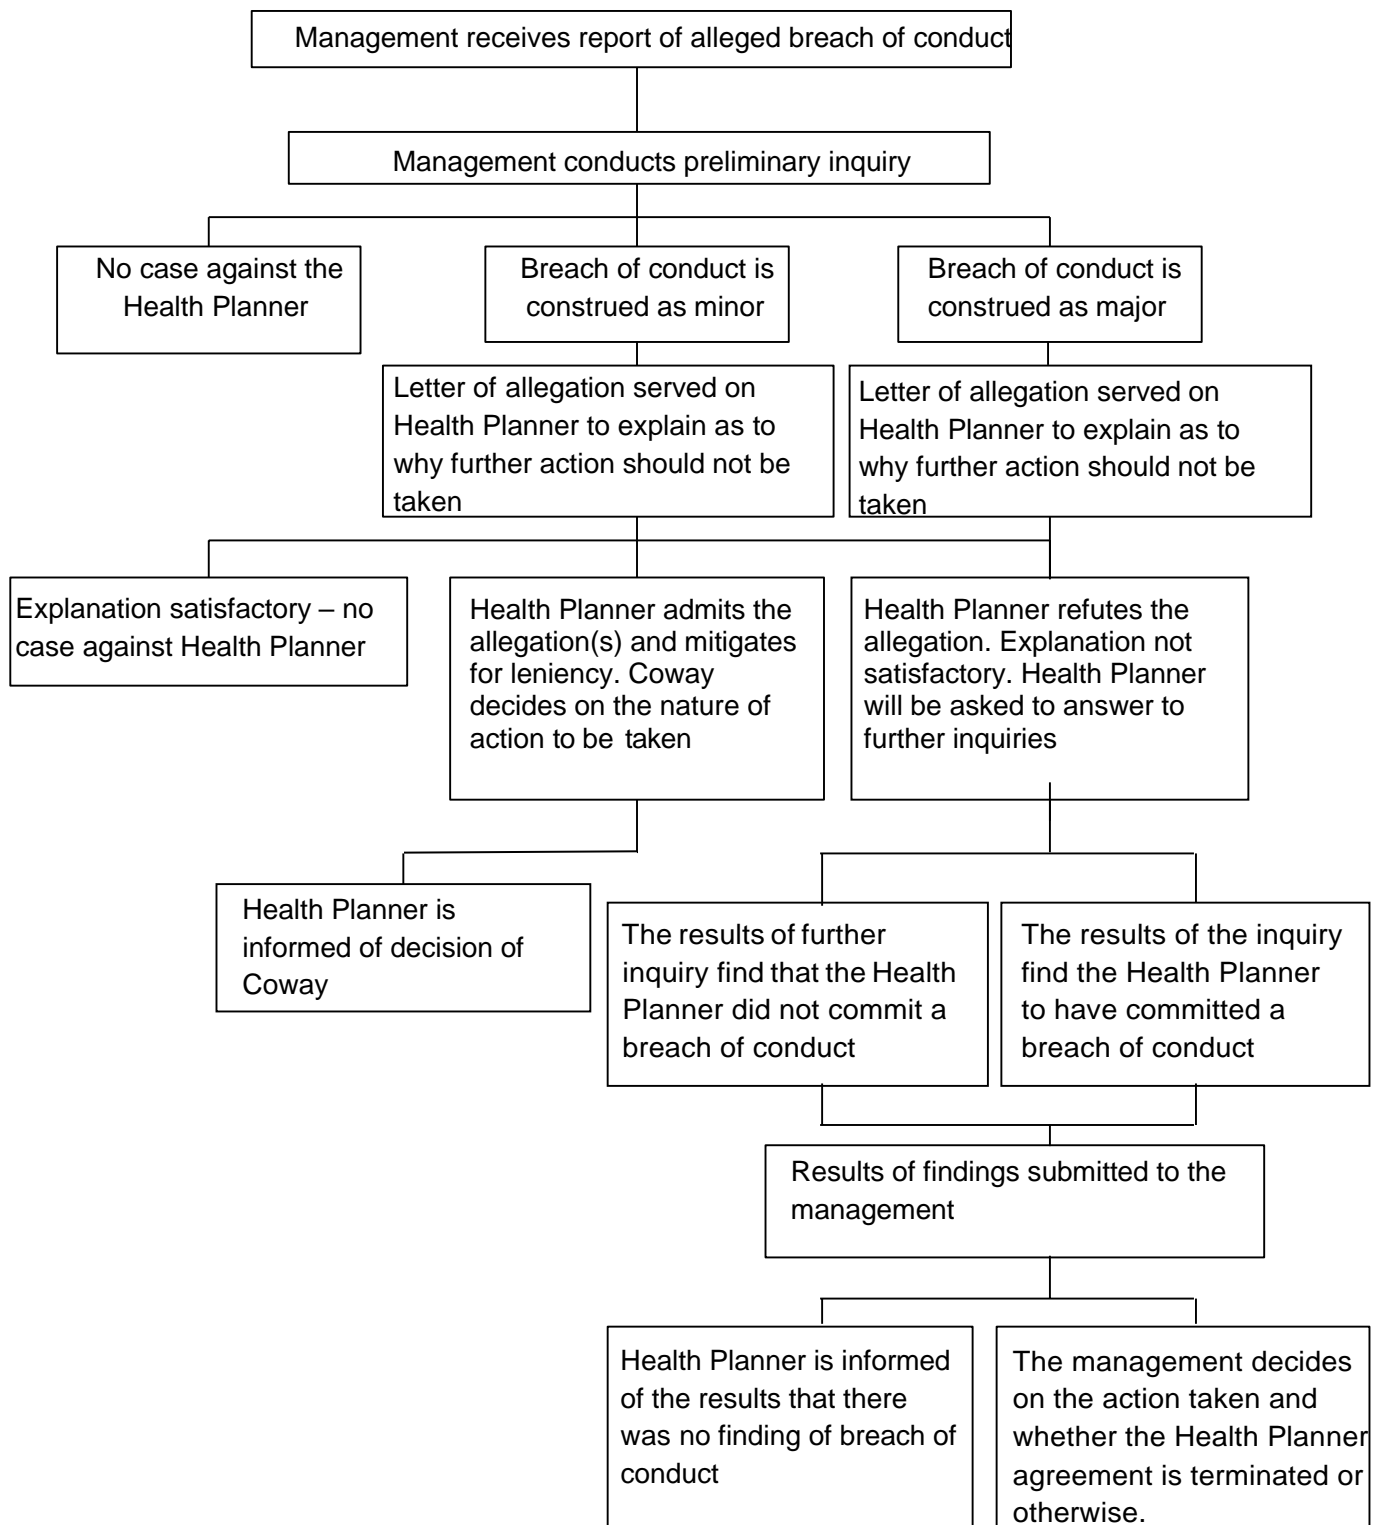 Management receives report of alleged breach of conduct
Management conducts preliminary inquiry
No case against the
Health Planner
Breach of conduct is
construed as minor
Breach of conduct is
construed as major
Letter of allegation served on
Health Planner to explain as to
why further action should not be
taken
Letter of allegation served on
Health Planner to explain as to
why further action should not be
taken
Explanation satisfactory – no
case against Health Planner
Health Planner admits the
allegation(s) and mitigates
for leniency. Coway
decides on the nature of
action to be taken
Health Planner refutes the
allegation. Explanation not
satisfactory. Health Planner
will be asked to answer to
further inquiries
Health Planner is
informed of decision of
Coway
The results of further
inquiry find that the Health
Planner did not commit a
breach of conduct
The results of the inquiry
find the Health Planner
to have committed a
breach of conduct
Results of findings submitted to the
management
Health Planner is informed
of the results that there
was no finding of breach of
conduct
The management decides
on the action taken and
whether the Health Planner
agreement is terminated or
otherwise.